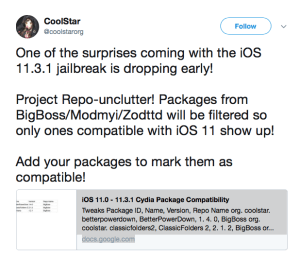 CoolStar
@coolstarorg
Follow
One of the surprises coming with the iOS
11.3.1 jailbreak is dropping early!
Project Repo-unclutter! Packages from
BigBoss/Modmyi/Zodttd will be filtered so
only ones compatible with iOS 11 show up!
Add your packages to mark them as
compatible!
iOS 11.0 - 11.3.1 Cydia Package Compatibility
Tweaks Package ID, Name, Version, Repo Name org. coolstar.
betterpowerdown, BetterPowerDown, 1. 4. 0, BigBoss org.
coolstar. classicfolders2, ClassicFolders 2, 2. 1. 2, BigBoss or...
docs.google.com